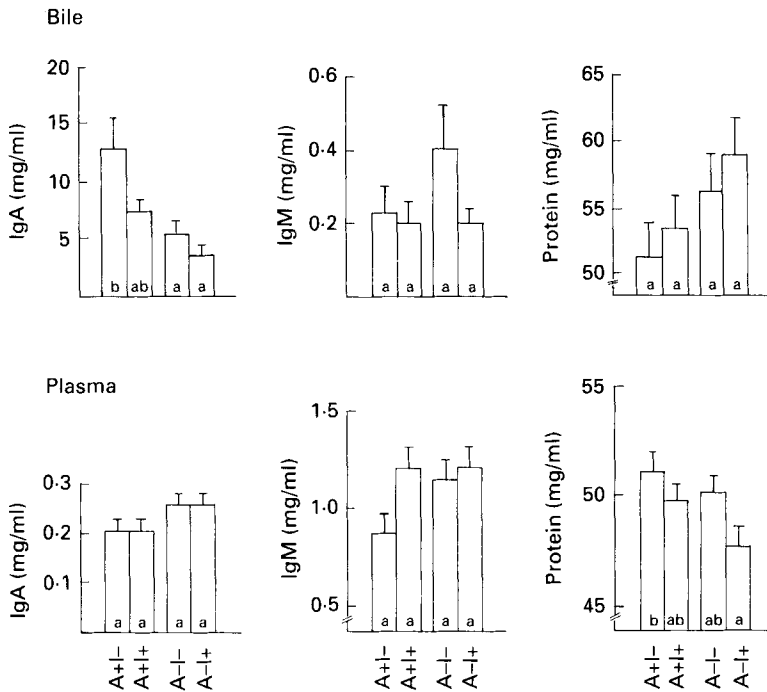 Bile
IgA (mg/ml)
20
15
10
5
b ab a a
IgM (mg/ml)
0·6
0·4
0·2
a a a a
Protein (mg/ml)
65
60
55
50
a a a a
Plasma
IgA (mg/ml)
0·3
0·2
0·1
a a a a
A+I− A+I+ A−I− A−I+
IgM (mg/ml)
1·5
1·0
0·5
a a a a
A+I− A+I+ A−I− A−I+
Protein (mg/ml)
55
50
45
b ab ab a
A+I− A+I+ A−I− A−I+